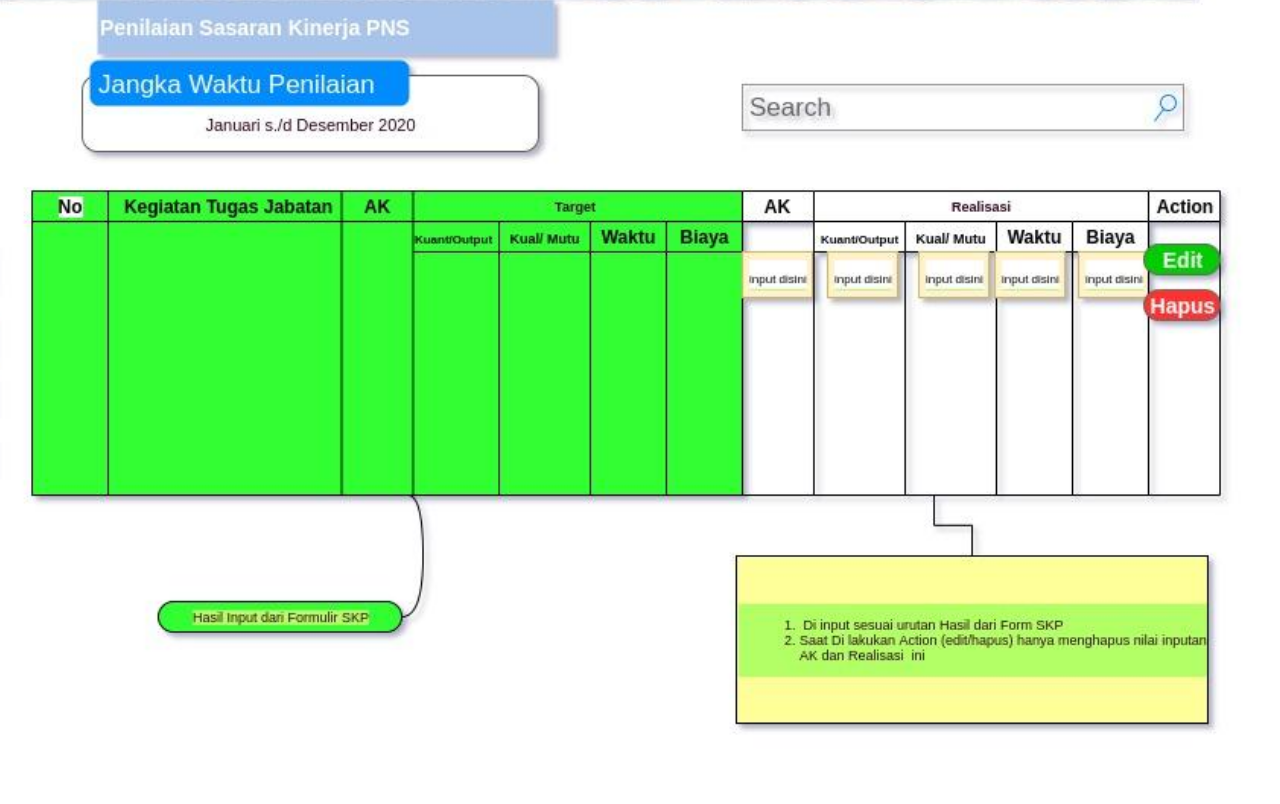 Penilaian Sasaran Kinerja PNS
Jangka Waktu Penilaian
Januari s./d Desember 2020
Search
No Kegiatan Tugas Jabatan AK Target AK Realisasi Action
Kuant/Output Kual/ Mutu Waktu Biaya Kuant/Output Kual/ Mutu Waktu Biaya
Edit
input disini input disini input disini input disini input disini
Hapus
Hasil Input dari Formulir SKP
1. Di input sesuai urutan Hasil dari Form SKP
2. Saat Di lakukan Action (edit/hapus) hanya menghapus nilai inputan
AK dan Realisasi ini